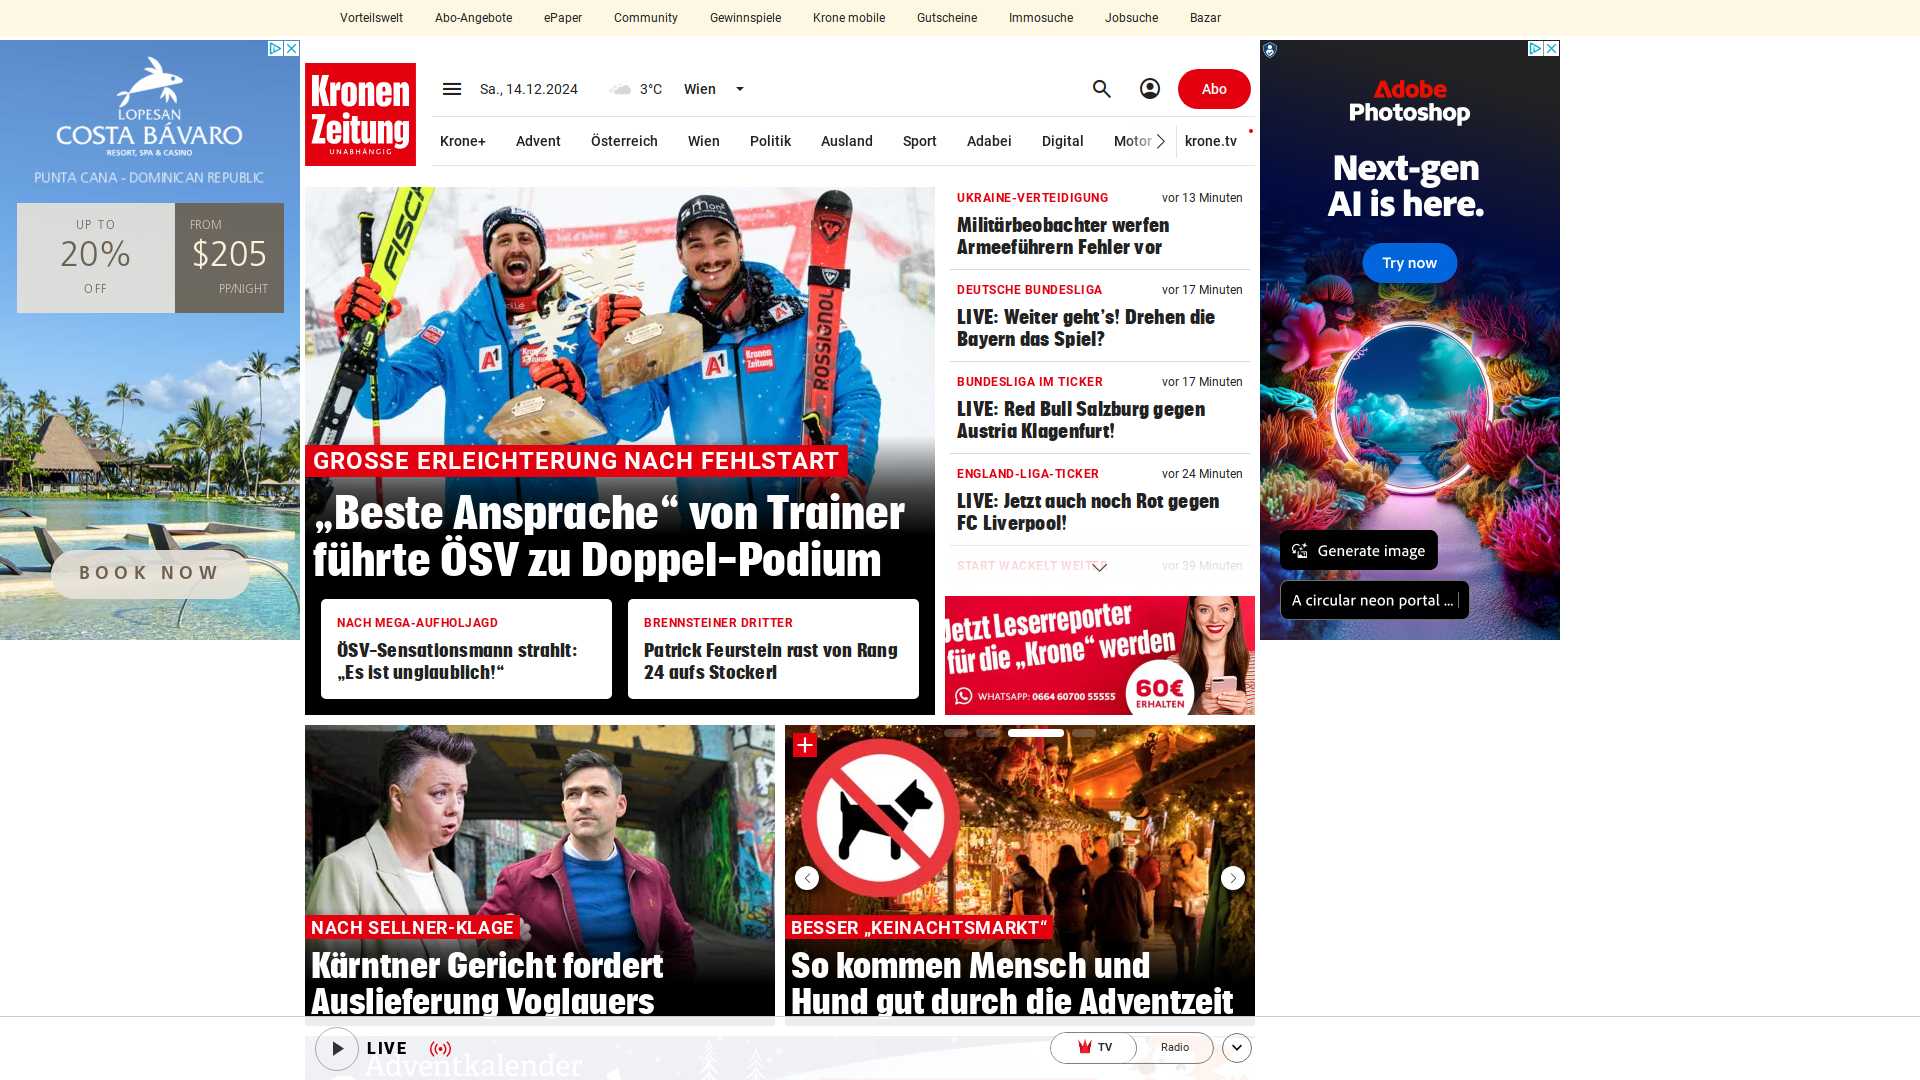 Vorteilswelt
Abo-Angebote
ePaper
Community
Gewinnspiele
Krone mobile
Gutscheine
Immosuche
Jobsuche
Bazar
LOPESAN
COSTA BÁVARO
RESORT, SPA & CASINO
PUNTA CANA - DOMINICAN REPUBLIC
UP TO
20%
OFF
FROM
$205
PP/NIGHT
BOOK NOW
Kronen
Zeitung
UNABHÄNGIG
Sa., 14.12.2024
3°C
Wien
Abo
Krone+
Advent
Österreich
Wien
Politik
Ausland
Sport
Adabei
Digital
Motor
krone.tv
FISCH
A1
Kronen
Zeitung
A1
Kronen
Zeitung
ROSSIGNOL
GROSSE ERLEICHTERUNG NACH FEHLSTART
„Beste Ansprache“ von Trainer
führte ÖSV zu Doppel-Podium
NACH MEGA-AUFHOLJAGD
ÖSV-Sensationsmann strahlt:
„Es ist unglaublich!“
BRENNSTEINER DRITTER
Patrick Feurstein rast von Rang
24 aufs Stockerl
UKRAINE-VERTEIDIGUNG
vor 13 Minuten
Militärbeobachter werfen
Armeeführern Fehler vor
DEUTSCHE BUNDESLIGA
vor 17 Minuten
LIVE: Weiter geht’s! Drehen die
Bayern das Spiel?
BUNDESLIGA IM TICKER
vor 17 Minuten
LIVE: Red Bull Salzburg gegen
Austria Klagenfurt!
ENGLAND-LIGA-TICKER
vor 24 Minuten
LIVE: Jetzt auch noch Rot gegen
FC Liverpool!
START WACKELT WEITER
vor 39 Minuten
Jetzt Leserreporter
für die „Krone“ werden
WHATSAPP: 0664 60700 55555
60€
ERHALTEN
NACH SELLNER-KLAGE
Kärntner Gericht fordert
Auslieferung Voglauers
BESSER „KEINACHTSMARKT“
So kommen Mensch und
Hund gut durch die Adventzeit
Adobe
Photoshop
Next-gen
AI is here.
Try now
Generate image
A circular neon portal ...
LIVE
TV
Radio
Adventkalender